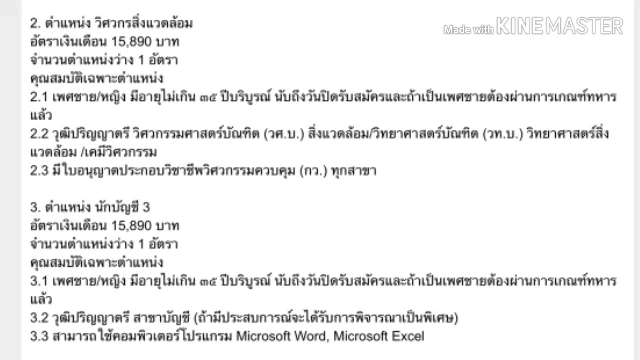 Made with KINEMASTER
2. ตำแหน่ง วิศวกรสิ่งแวดล้อม
อัตราเงินเดือน 15,890 บาท
จำนวนตำแหน่งว่าง 1 อัตรา
คุณสมบัติเฉพาะตำแหน่ง
2.1 เพศชาย/หญิง มีอายุไม่เกิน ๓๕ ปีบริบูรณ์ นับถึงวันปิดรับสมัครและถ้าเป็นเพศชายต้องผ่านการเกณฑ์ทหาร
แล้ว
2.2 วุฒิปริญญาตรี วิศวกรรมศาสตร์บัณฑิต (วศ.บ.) สิ่งแวดล้อม/วิทยาศาสตร์บัณฑิต (วท.บ.) วิทยาศาสตร์สิ่ง
แวดล้อม /เคมีวิศวกรรม
2.3 มีใบอนุญาตประกอบวิชาชีพวิศวกรรมควบคุม (กว.) ทุกสาขา
3. ตำแหน่ง นักบัญชี 3
อัตราเงินเดือน 15,890 บาท
จำนวนตำแหน่งว่าง 1 อัตรา
คุณสมบัติเฉพาะตำแหน่ง
3.1 เพศชาย/หญิง มีอายุไม่เกิน ๓๕ ปีบริบูรณ์ นับถึงวันปิดรับสมัครและถ้าเป็นเพศชายต้องผ่านการเกณฑ์ทหาร
แล้ว
3.2 วุฒิปริญญาตรี สาขาบัญชี (ถ้ามีประสบการณ์จะได้รับการพิจารณาเป็นพิเศษ)
3.3 สามารถใช้คอมพิวเตอร์โปรแกรม Microsoft Word, Microsoft Excel